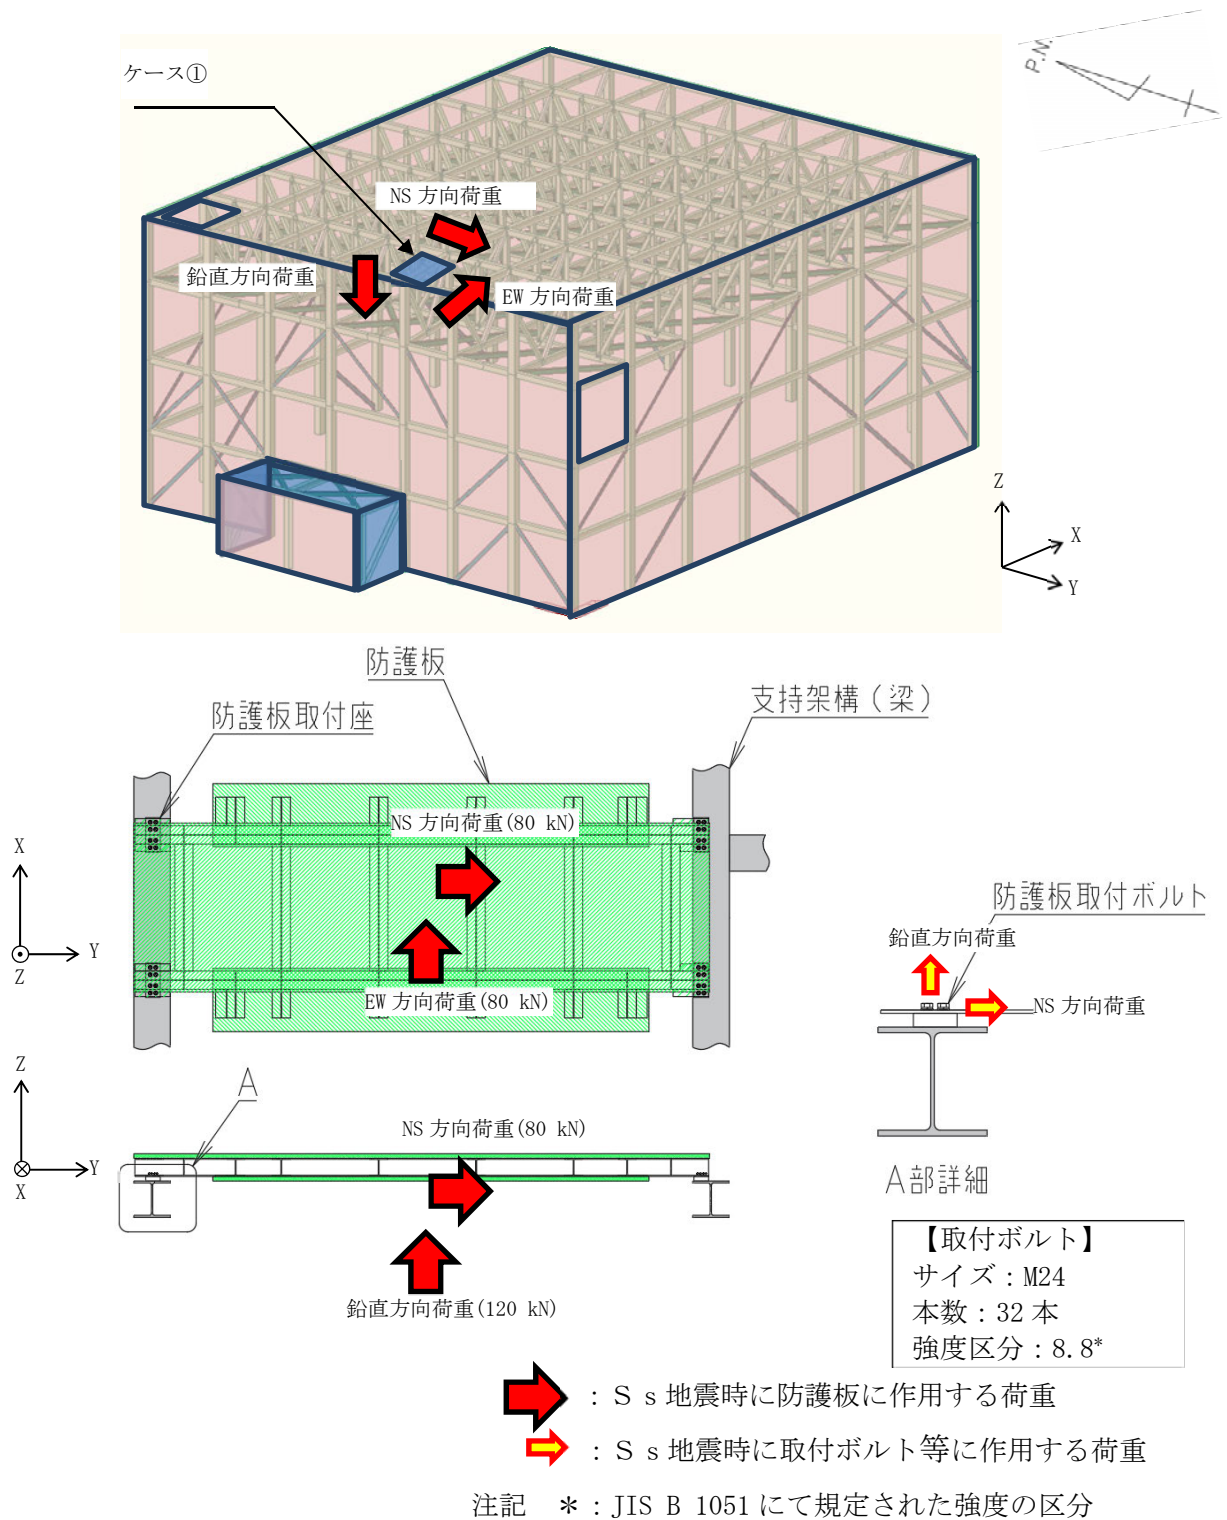 P.N.
ケース①
NS 方向荷重
鉛直方向荷重
EW 方向荷重
Z
X
Y
防護板
防護板取付座
支持架構（梁）
NS 方向荷重(80 kN)
X
Y
Z
EW 方向荷重(80 kN)
防護板取付ボルト
鉛直方向荷重
NS 方向荷重
Z
A
NS 方向荷重(80 kN)
Y
X
鉛直方向荷重(120 kN)
A部詳細
【取付ボルト】
サイズ：M24
本数：32 本
強度区分：8.8*
：Ｓｓ地震時に防護板に作用する荷重
：Ｓｓ地震時に取付ボルト等に作用する荷重
注記　＊：JIS B 1051 にて規定された強度の区分